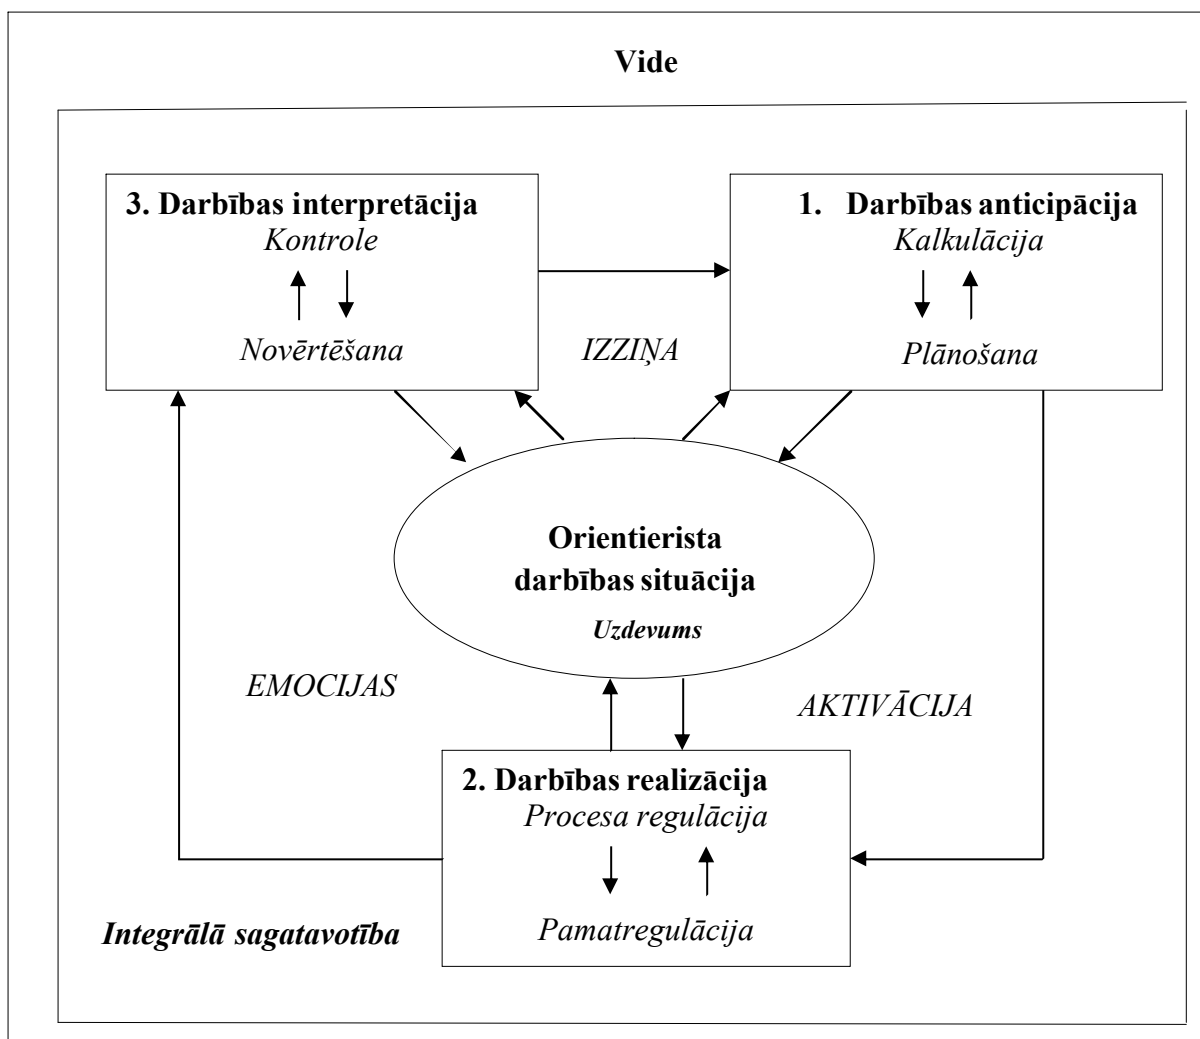 Vide
3. Darbības interpretācija
Kontrole
Novērtēšana
1. Darbības anticipācija
Kalkulācija
Plānošana
IZZIŅA
Orientierista
darbības situācija
Uzdevums
EMOCIJAS
AKTIVĀCIJA
2. Darbības realizācija
Procesa regulācija
Pamatregulācija
Integrālā sagatavotība